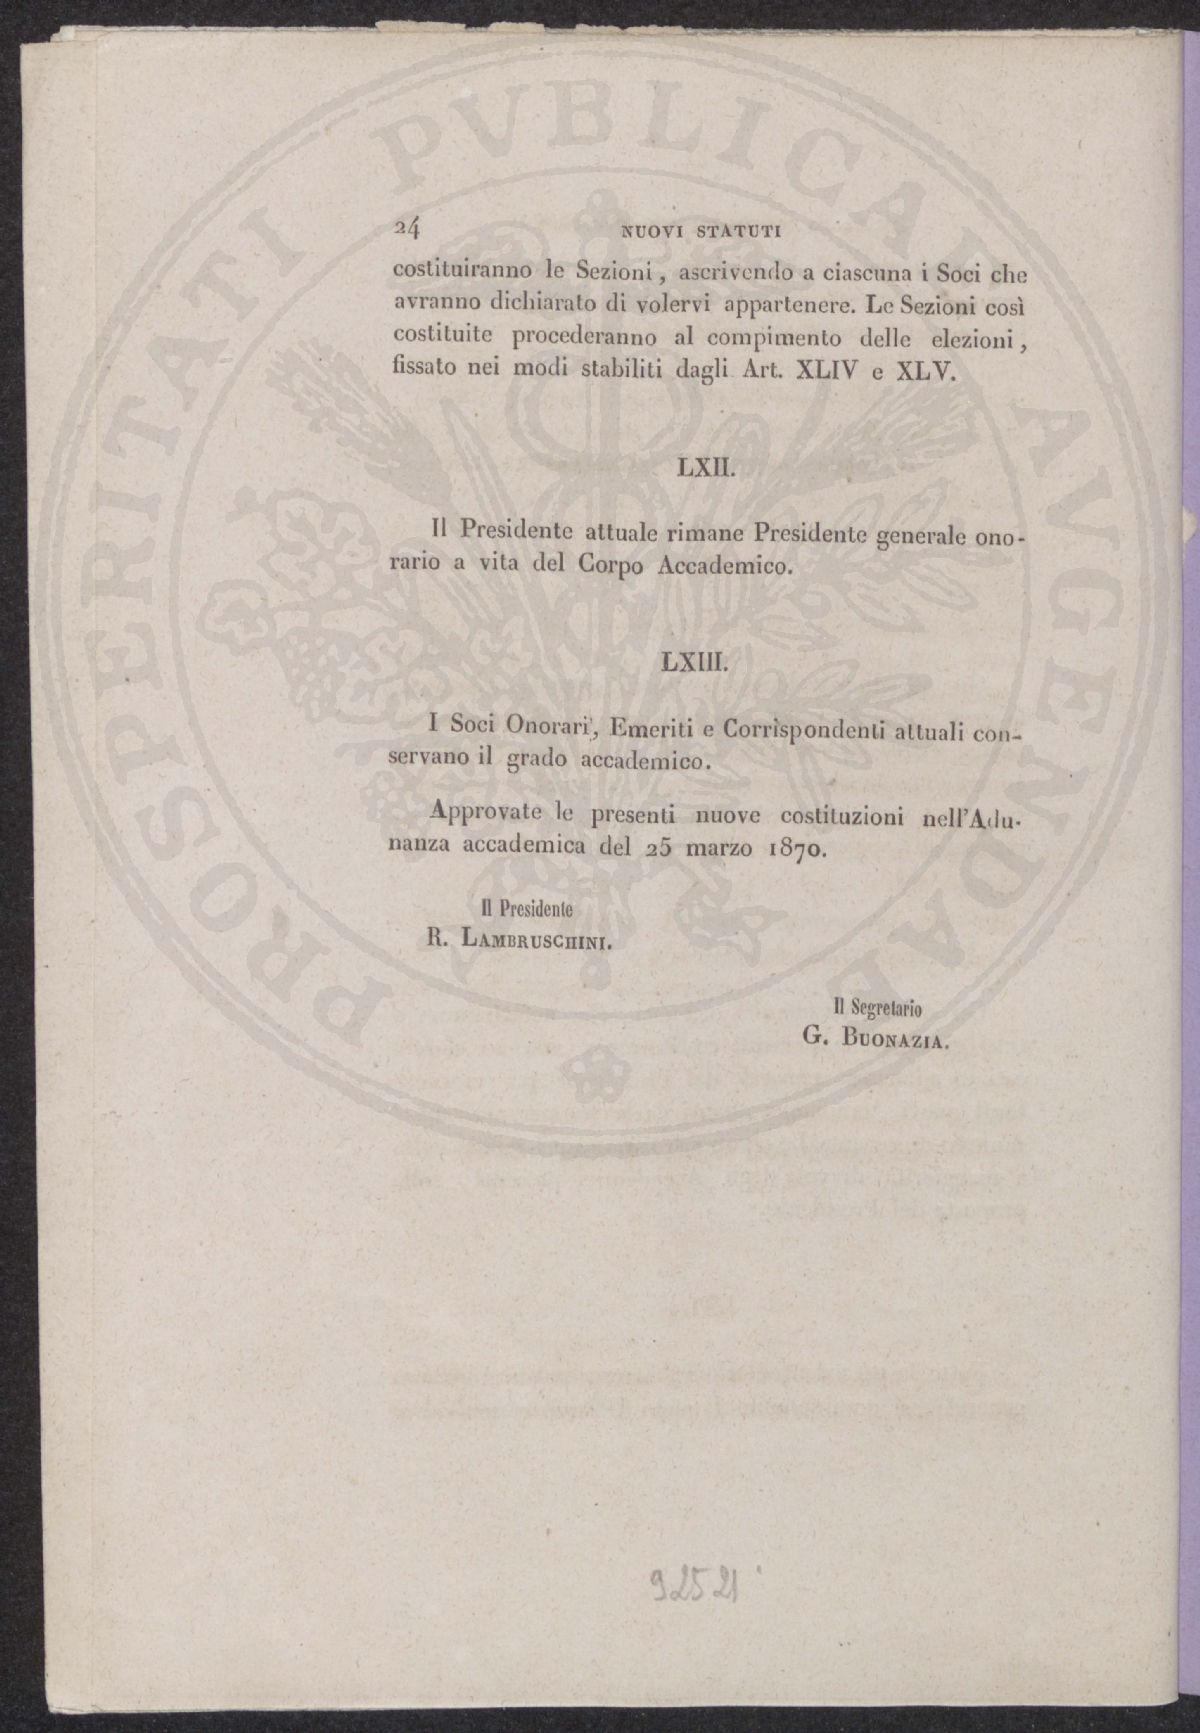 PROSPERITATI PVBLICAE AVGENDAE
24 NUOVI STATUTI
costituiranno le Sezioni, ascrivendo a ciascuna i Soci che
avranno dichiarato di volervi appartenere. Le Sezioni così
costituite procederanno al compimento delle elezioni,
fissato nei modi stabiliti dagli Art. XLIV e XLV.
LXII.
Il Presidente attuale rimane Presidente generale ono-
rario a vita del Corpo Accademico.
LXIII.
I Soci Onorari, Emeriti e Corrispondenti attuali con-
servano il grado accademico.
Approvate le presenti nuove costituzioni nell'Adu-
nanza accademica del 25 marzo 1870.
Il Presidente
R. LAMBRUSCHINI.
Il Segretario
G. BUONAZIA.
92521